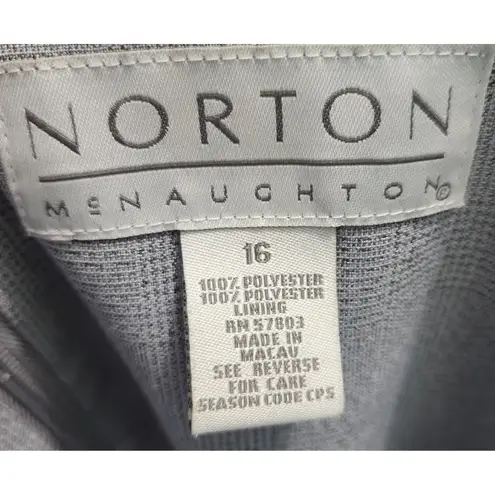 NORTON
McNAUGHTON©
16
100% POLYESTER
100% POLYESTER
LINING
RN 57803
MADE IN
MACAU
SEE REVERSE
FOR CARE
SEASON CODE CPS